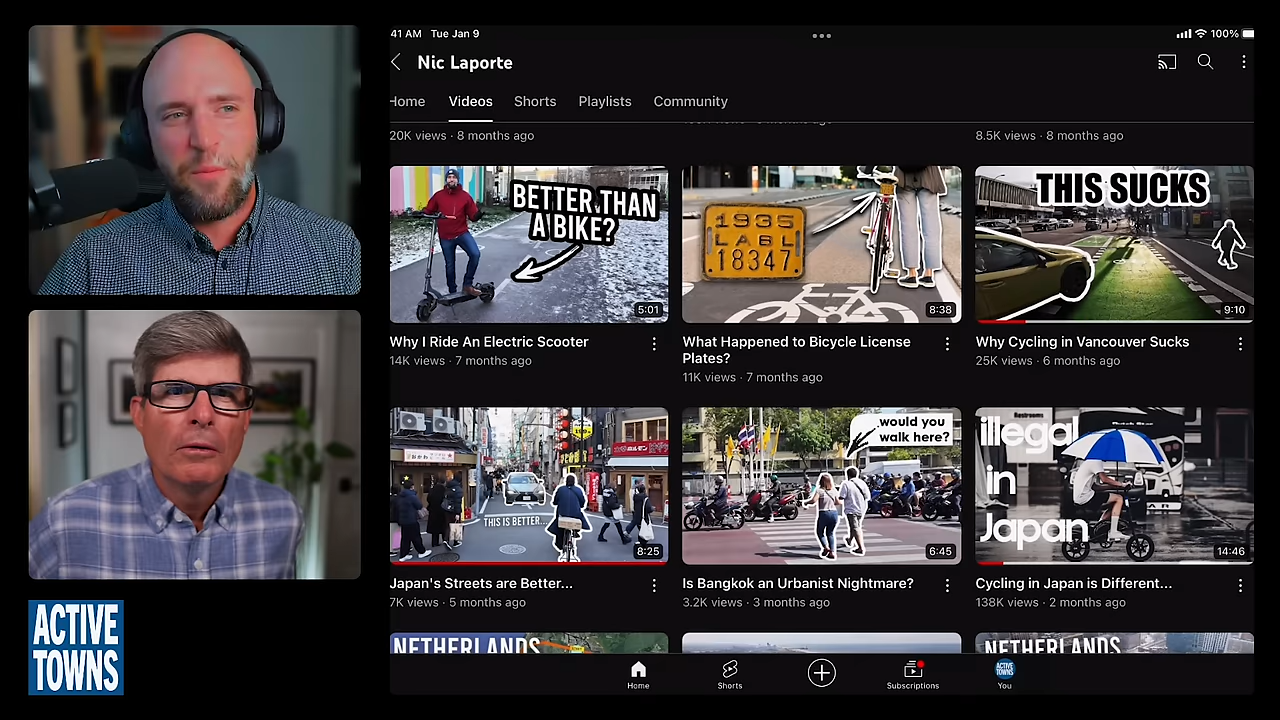 41 AM Tue Jan 9
100%
Nic Laporte
Home
Videos
Shorts
Playlists
Community
20K views · 8 months ago
8.5K views · 8 months ago
BETTER THAN
A BIKE?
5:01
1935
LABL
18347
8:38
THIS SUCKS
9:10
Why I Ride An Electric Scooter
14K views · 7 months ago
What Happened to Bicycle License
Plates?
11K views · 7 months ago
Why Cycling in Vancouver Sucks
25K views · 6 months ago
THIS IS BETTER...
8:25
would you
walk here?
6:45
illegal
in
Japan
14:46
Japan's Streets are Better...
7K views · 5 months ago
Is Bangkok an Urbanist Nightmare?
3.2K views · 3 months ago
Cycling in Japan is Different...
138K views · 2 months ago
NETHERLANDS
NETHERLANDS
Home
Shorts
Subscriptions
ACTIVE
TOWNS
You
ACTIVE
TOWNS